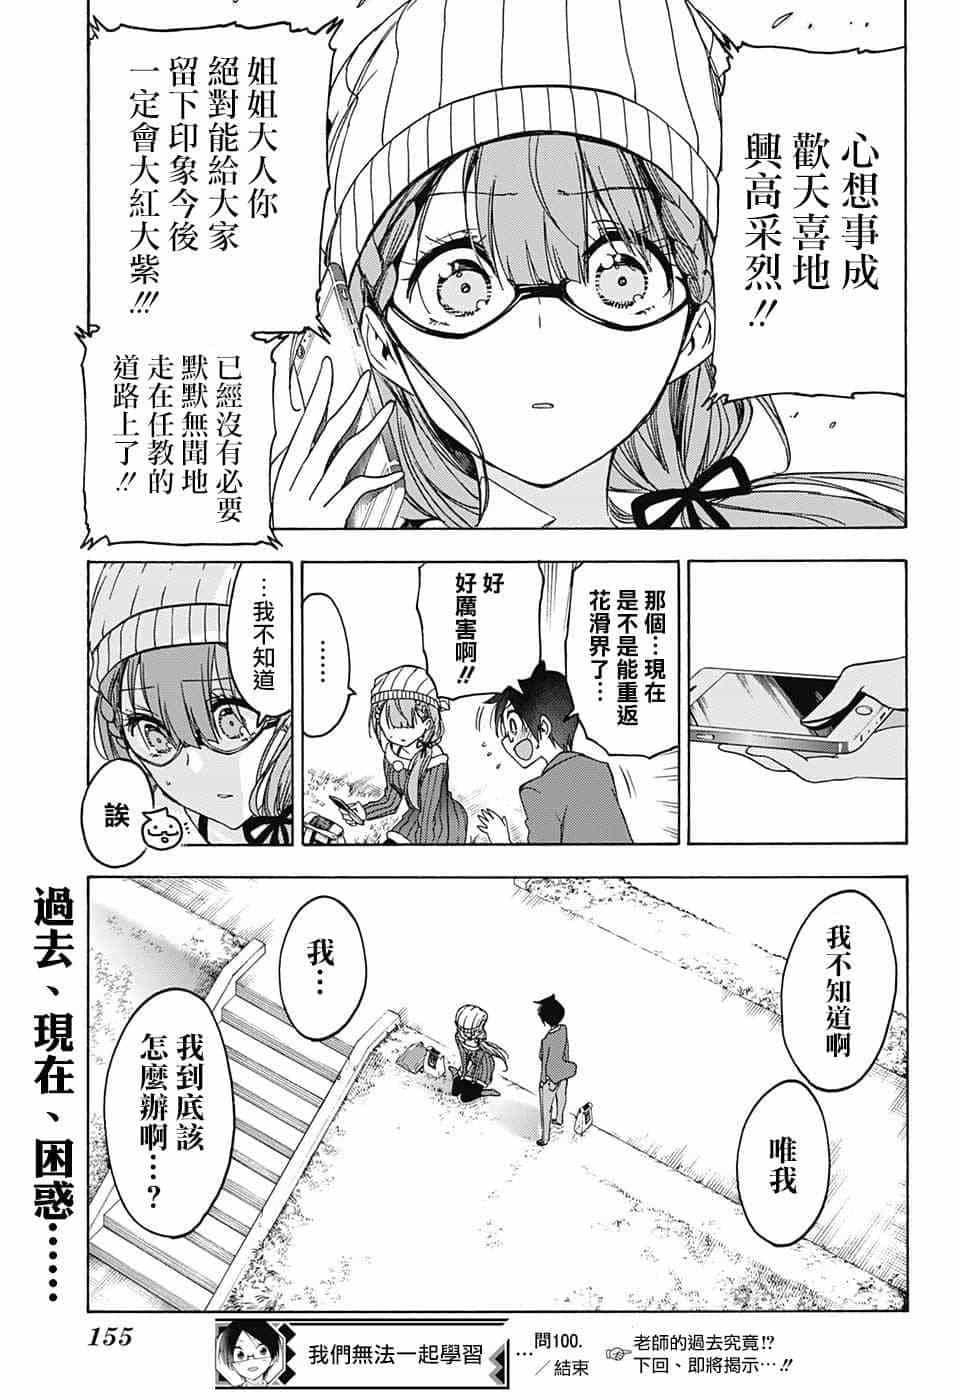 心想事成
歡天喜地
興高采烈!!
姐姐大人你
絕對能給大家
留下印象今後
一定會大紅大紫!!!
已經沒有必要
默默無聞地
走在任教的
道路上了!!
那個…現在
是不是能重返
花滑界了…
好
好厲害啊!!
……
…我不知道
誒
我不知道啊
唯我
我…
我到底該
怎麼辦啊……?
過去、現在、困惑……
155
我們無法一起學習
…問100.
／結束
☞老師的過去究竟!?
下回、即將揭示…!!